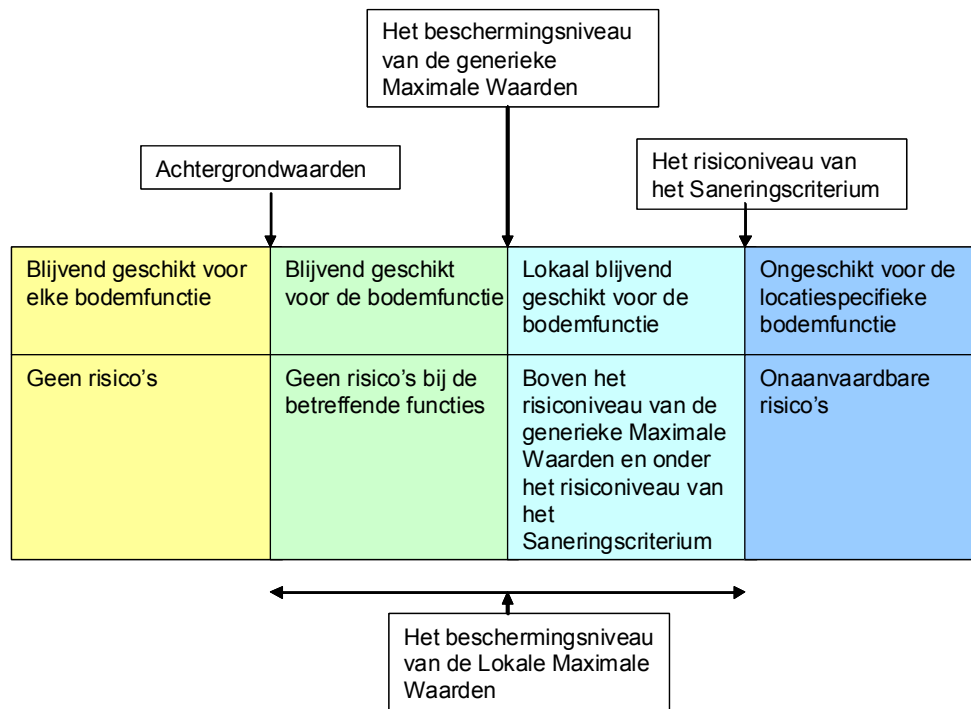 Het beschermingsniveau
van de generieke
Maximale Waarden
Achtergrondwaarden
Het risiconiveau van
het Saneringscriterium
Blijvend geschikt voor
elke bodemfunctie
Blijvend geschikt
voor de bodemfunctie
Lokaal blijvend
geschikt voor de
bodemfunctie
Ongeschikt voor de
locatiespecifieke
bodemfunctie
Geen risico’s
Geen risico’s bij de
betreffende functies
Boven het
risiconiveau van de
generieke Maximale
Waarden en onder
het risiconiveau van
het
Saneringscriterium
Onaanvaardbare
risico’s
Het beschermingsniveau
van de Lokale Maximale
Waarden